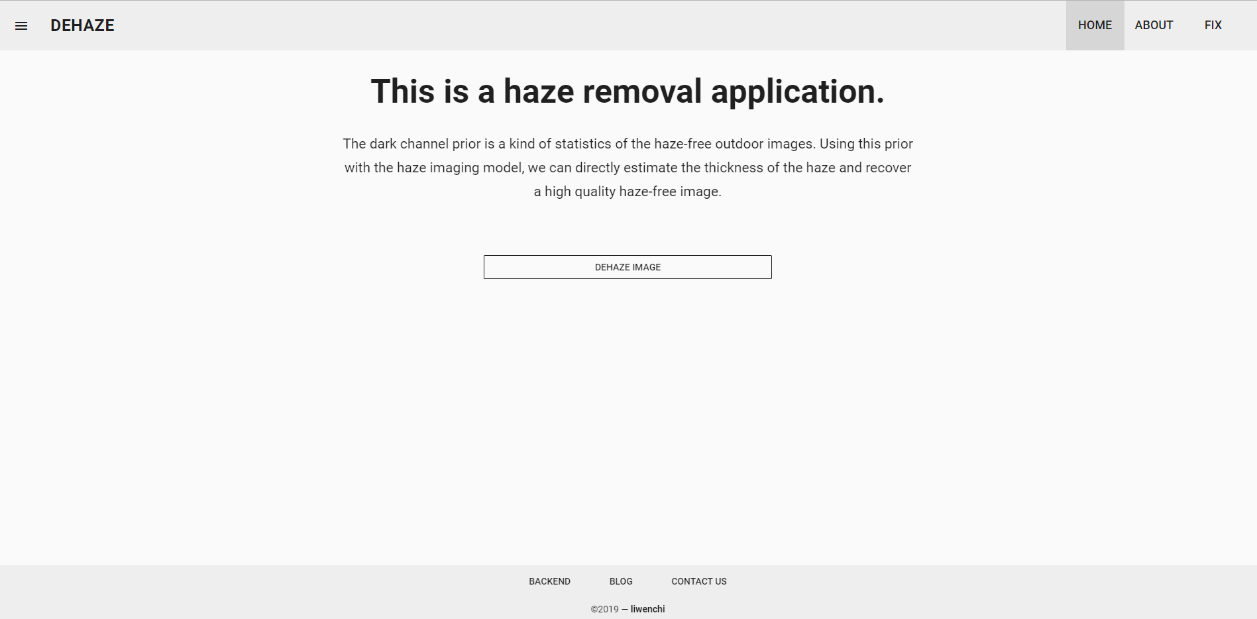 DEHAZE
HOME ABOUT FIX
This is a haze removal application.
The dark channel prior is a kind of statistics of the haze-free outdoor images. Using this prior
with the haze imaging model, we can directly estimate the thickness of the haze and recover
a high quality haze-free image.
DEHAZE IMAGE
BACKEND BLOG CONTACT US
©2019 — liwenchi